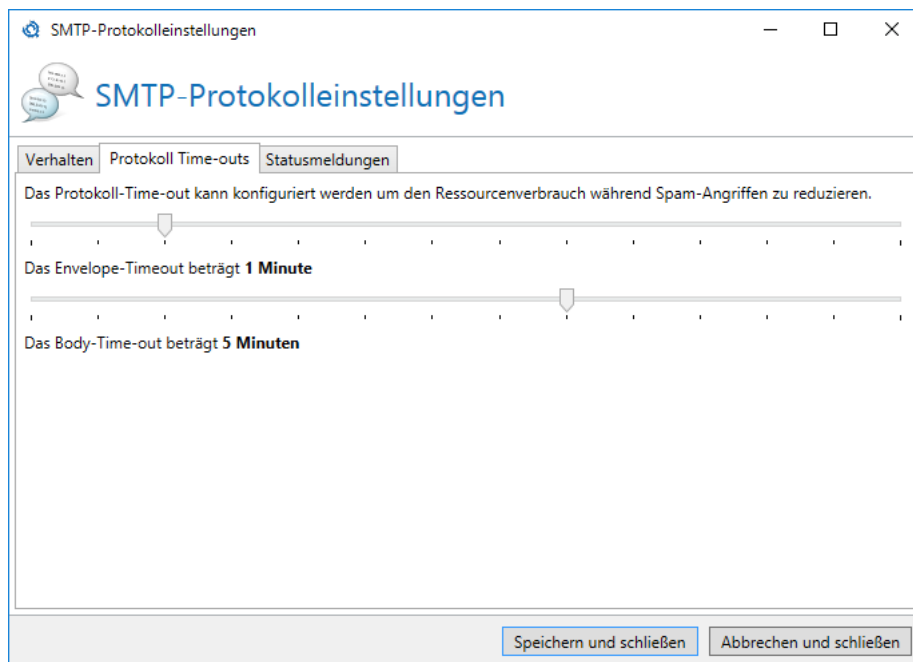 SMTP-Protokolleinstellungen
SMTP-Protokolleinstellungen
Verhalten Protokoll Time-outs Statusmeldungen
Das Protokoll-Time-out kann konfiguriert werden um den Ressourcenverbrauch während Spam-Angriffen zu reduzieren.
Das Envelope-Timeout beträgt 1 Minute
Das Body-Time-out beträgt 5 Minuten
Speichern und schließen Abbrechen und schließen